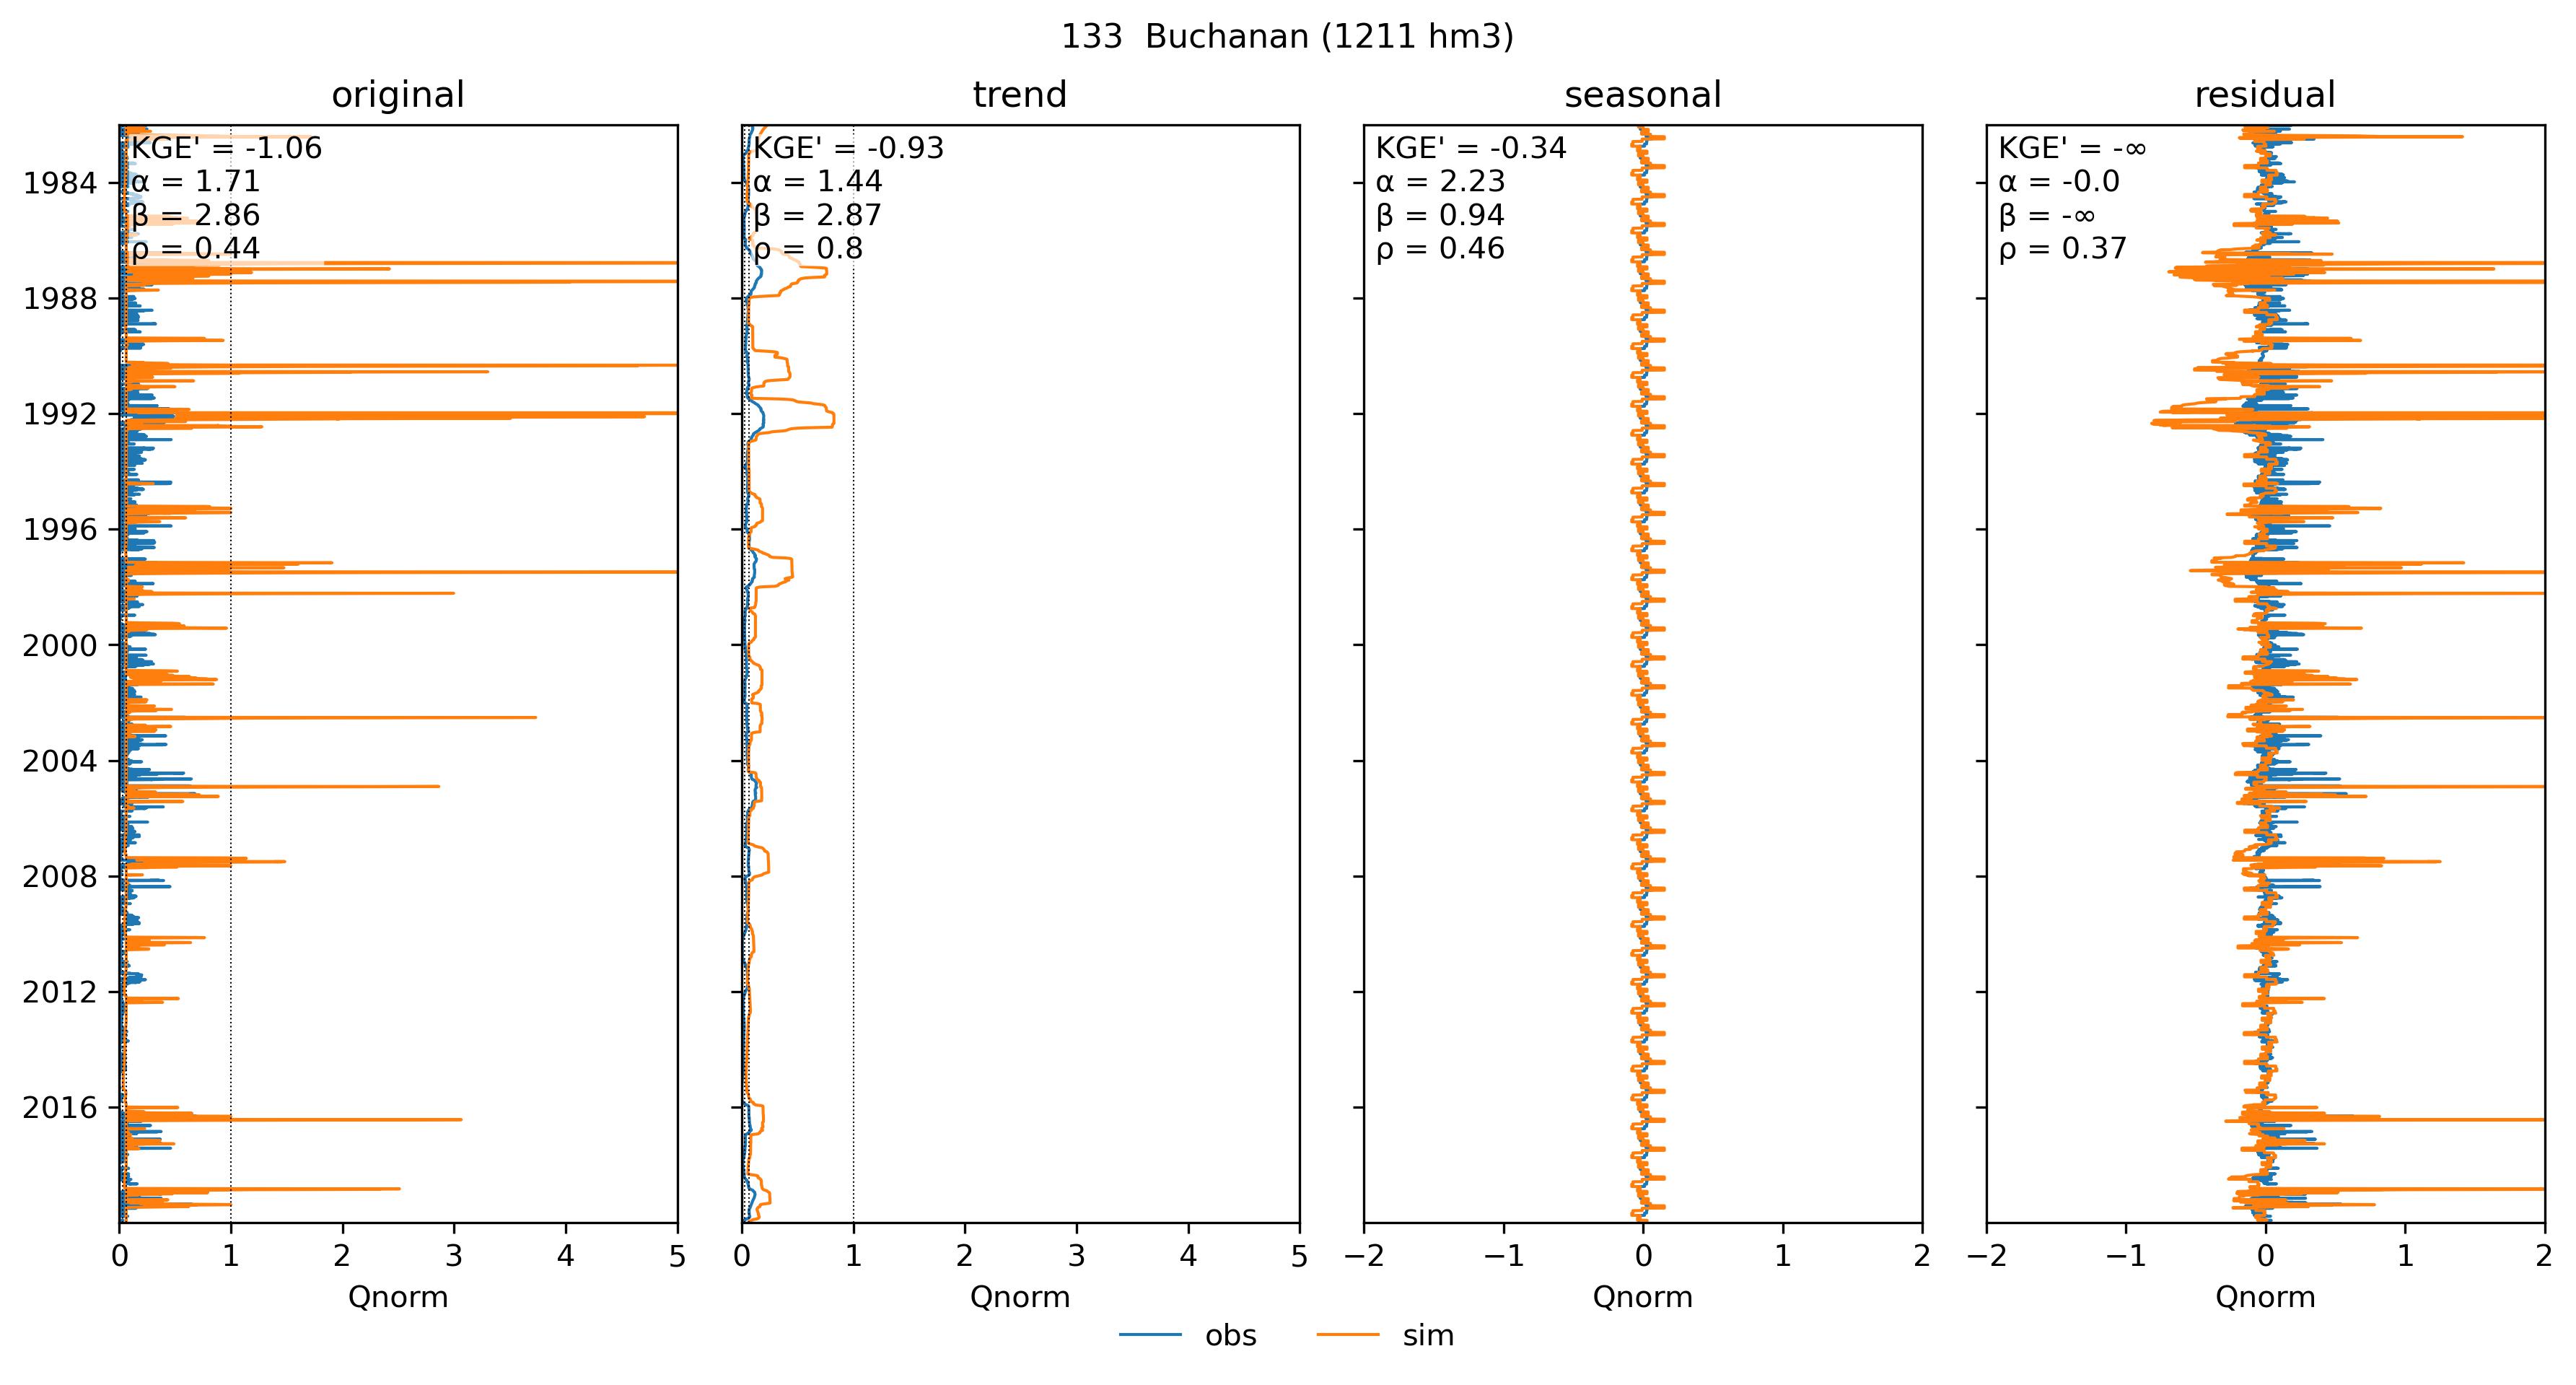 133  Buchanan (1211 hm3)
original
trend
seasonal
residual
KGE' = -1.06
α = 1.71
β = 2.86
ρ = 0.44
KGE' = -0.93
α = 1.44
β = 2.87
ρ = 0.8
KGE' = -0.34
α = 2.23
β = 0.94
ρ = 0.46
KGE' = -∞
α = -0.0
β = -∞
ρ = 0.37
1984
1988
1992
1996
2000
2004
2008
2012
2016
0 1 2 3 4 5
0 1 2 3 4 5
−2 −1 0 1 2
−2 −1 0 1 2
Qnorm
Qnorm
Qnorm
Qnorm
obs
sim